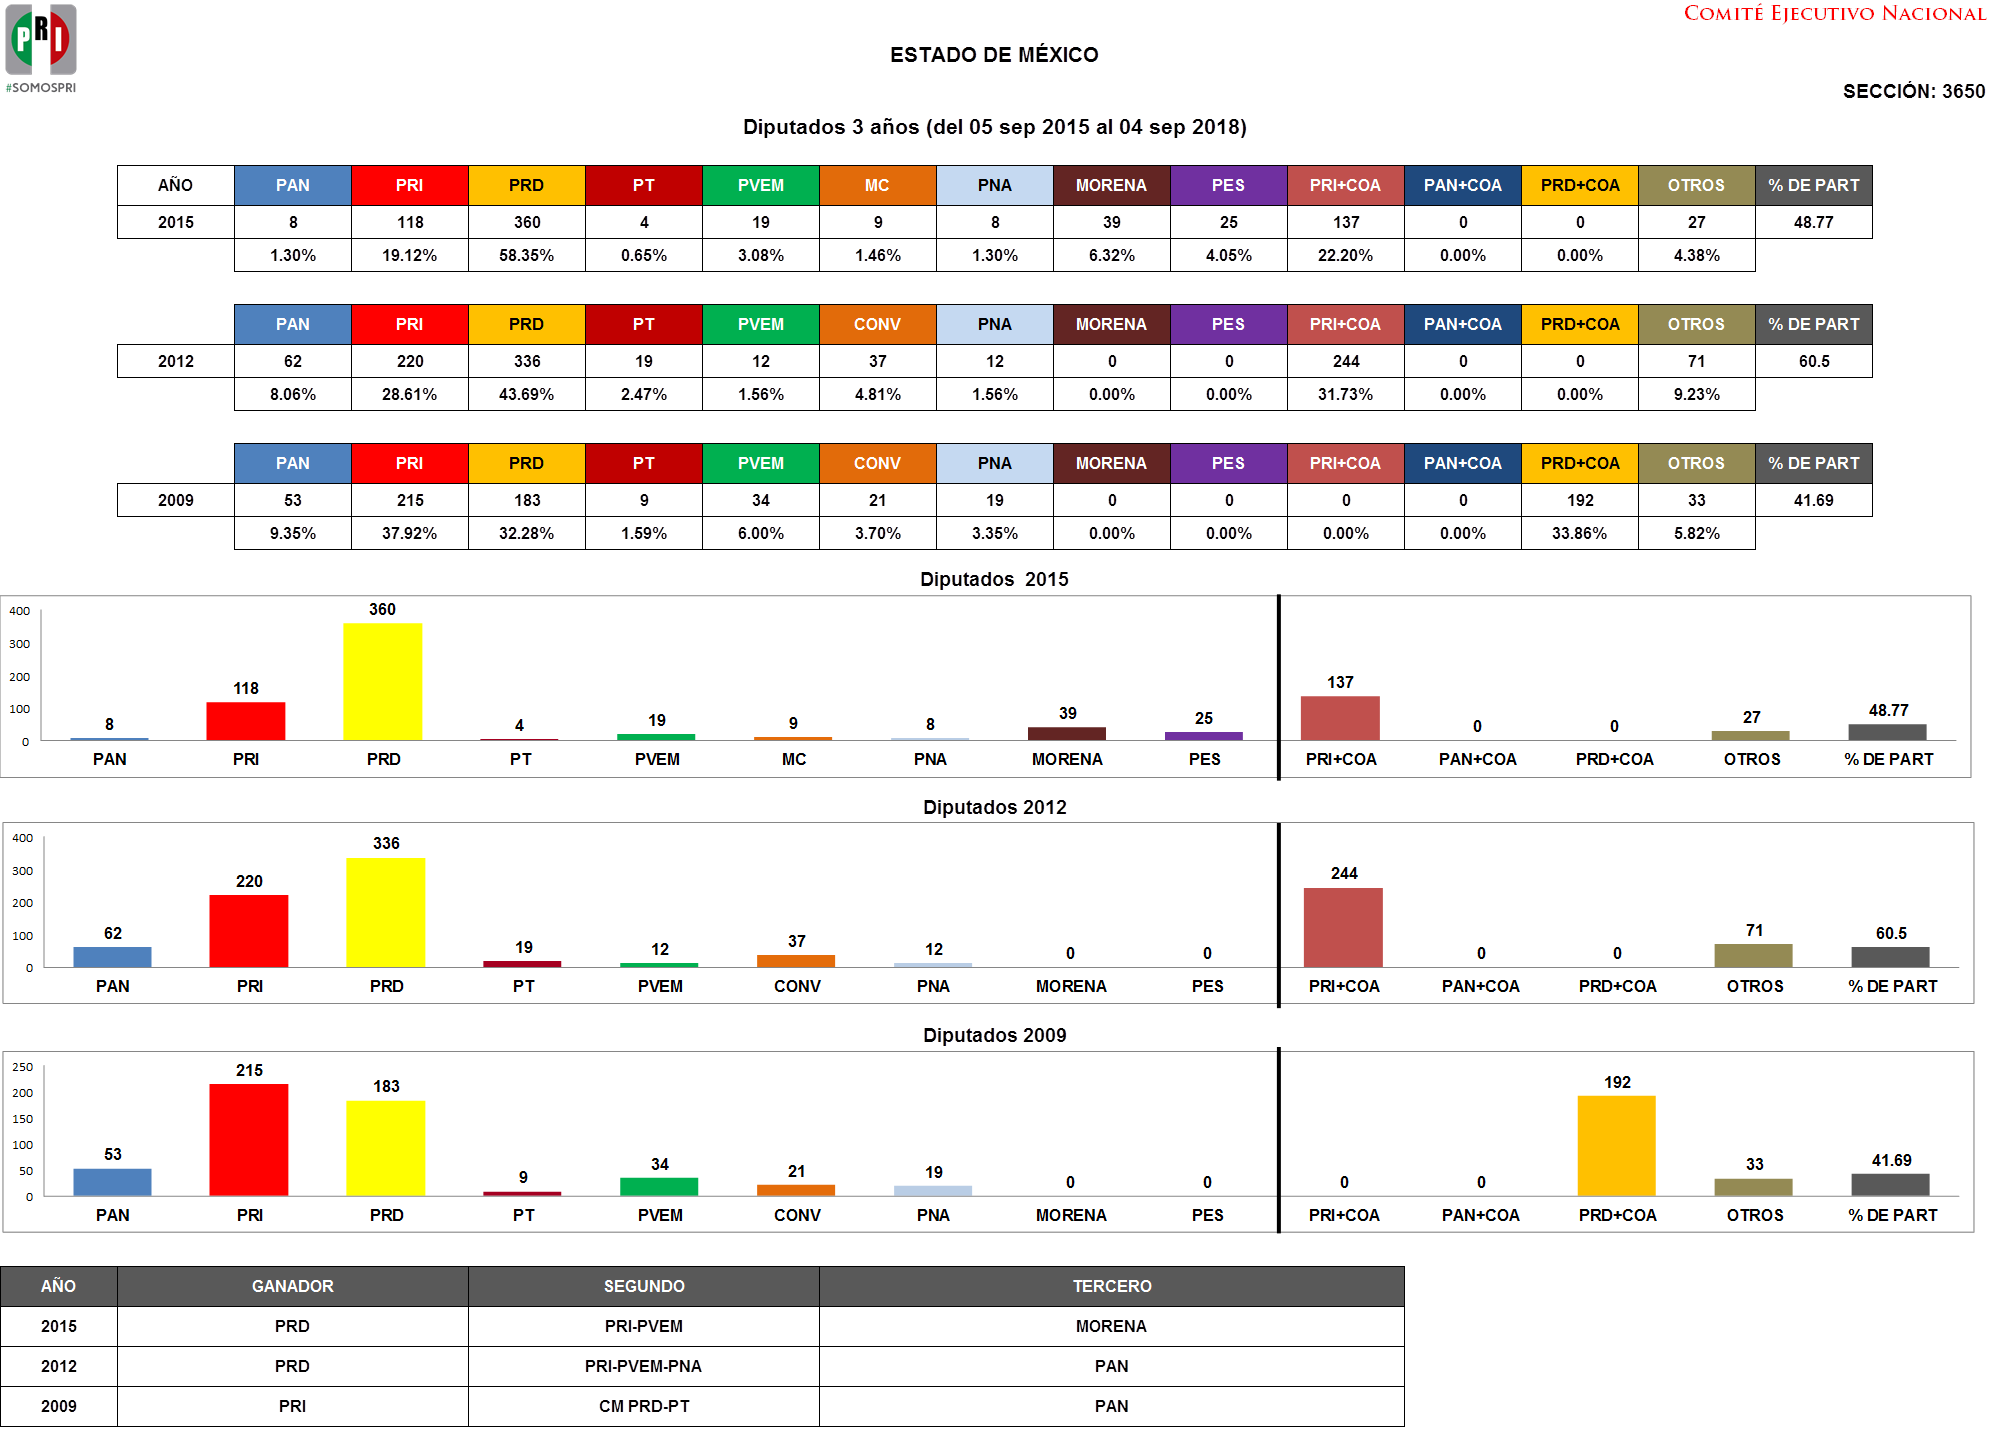 PRI
#SOMOSPRI
COMITÉ EJECUTIVO NACIONAL
ESTADO DE MÉXICO
SECCIÓN: 3650
Diputados 3 años (del 05 sep 2015 al 04 sep 2018)
AÑO PAN PRI PRD PT PVEM MC PNA MORENA PES PRI+COA PAN+COA PRD+COA OTROS % DE PART
2015 8 118 360 4 19 9 8 39 25 137 0 0 27 48.77
1.30% 19.12% 58.35% 0.65% 3.08% 1.46% 1.30% 6.32% 4.05% 22.20% 0.00% 0.00% 4.38%
PAN PRI PRD PT PVEM CONV PNA MORENA PES PRI+COA PAN+COA PRD+COA OTROS % DE PART
2012 62 220 336 19 12 37 12 0 0 244 0 0 71 60.5
8.06% 28.61% 43.69% 2.47% 1.56% 4.81% 1.56% 0.00% 0.00% 31.73% 0.00% 0.00% 9.23%
PAN PRI PRD PT PVEM CONV PNA MORENA PES PRI+COA PAN+COA PRD+COA OTROS % DE PART
2009 53 215 183 9 34 21 19 0 0 0 0 192 33 41.69
9.35% 37.92% 32.28% 1.59% 6.00% 3.70% 3.35% 0.00% 0.00% 0.00% 0.00% 33.86% 5.82%
Diputados 2015
400
300
200
100
0
8 118 360 4 19 9 8 39 25 137 0 0 27 48.77
PAN PRI PRD PT PVEM MC PNA MORENA PES PRI+COA PAN+COA PRD+COA OTROS % DE PART
Diputados 2012
400
300
200
100
0
62 220 336 19 12 37 12 0 0 244 0 0 71 60.5
PAN PRI PRD PT PVEM CONV PNA MORENA PES PRI+COA PAN+COA PRD+COA OTROS % DE PART
Diputados 2009
250
200
150
100
50
0
53 215 183 9 34 21 19 0 0 0 0 192 33 41.69
PAN PRI PRD PT PVEM CONV PNA MORENA PES PRI+COA PAN+COA PRD+COA OTROS % DE PART
AÑO GANADOR SEGUNDO TERCERO
2015 PRD PRI-PVEM MORENA
2012 PRD PRI-PVEM-PNA PAN
2009 PRI CM PRD-PT PAN